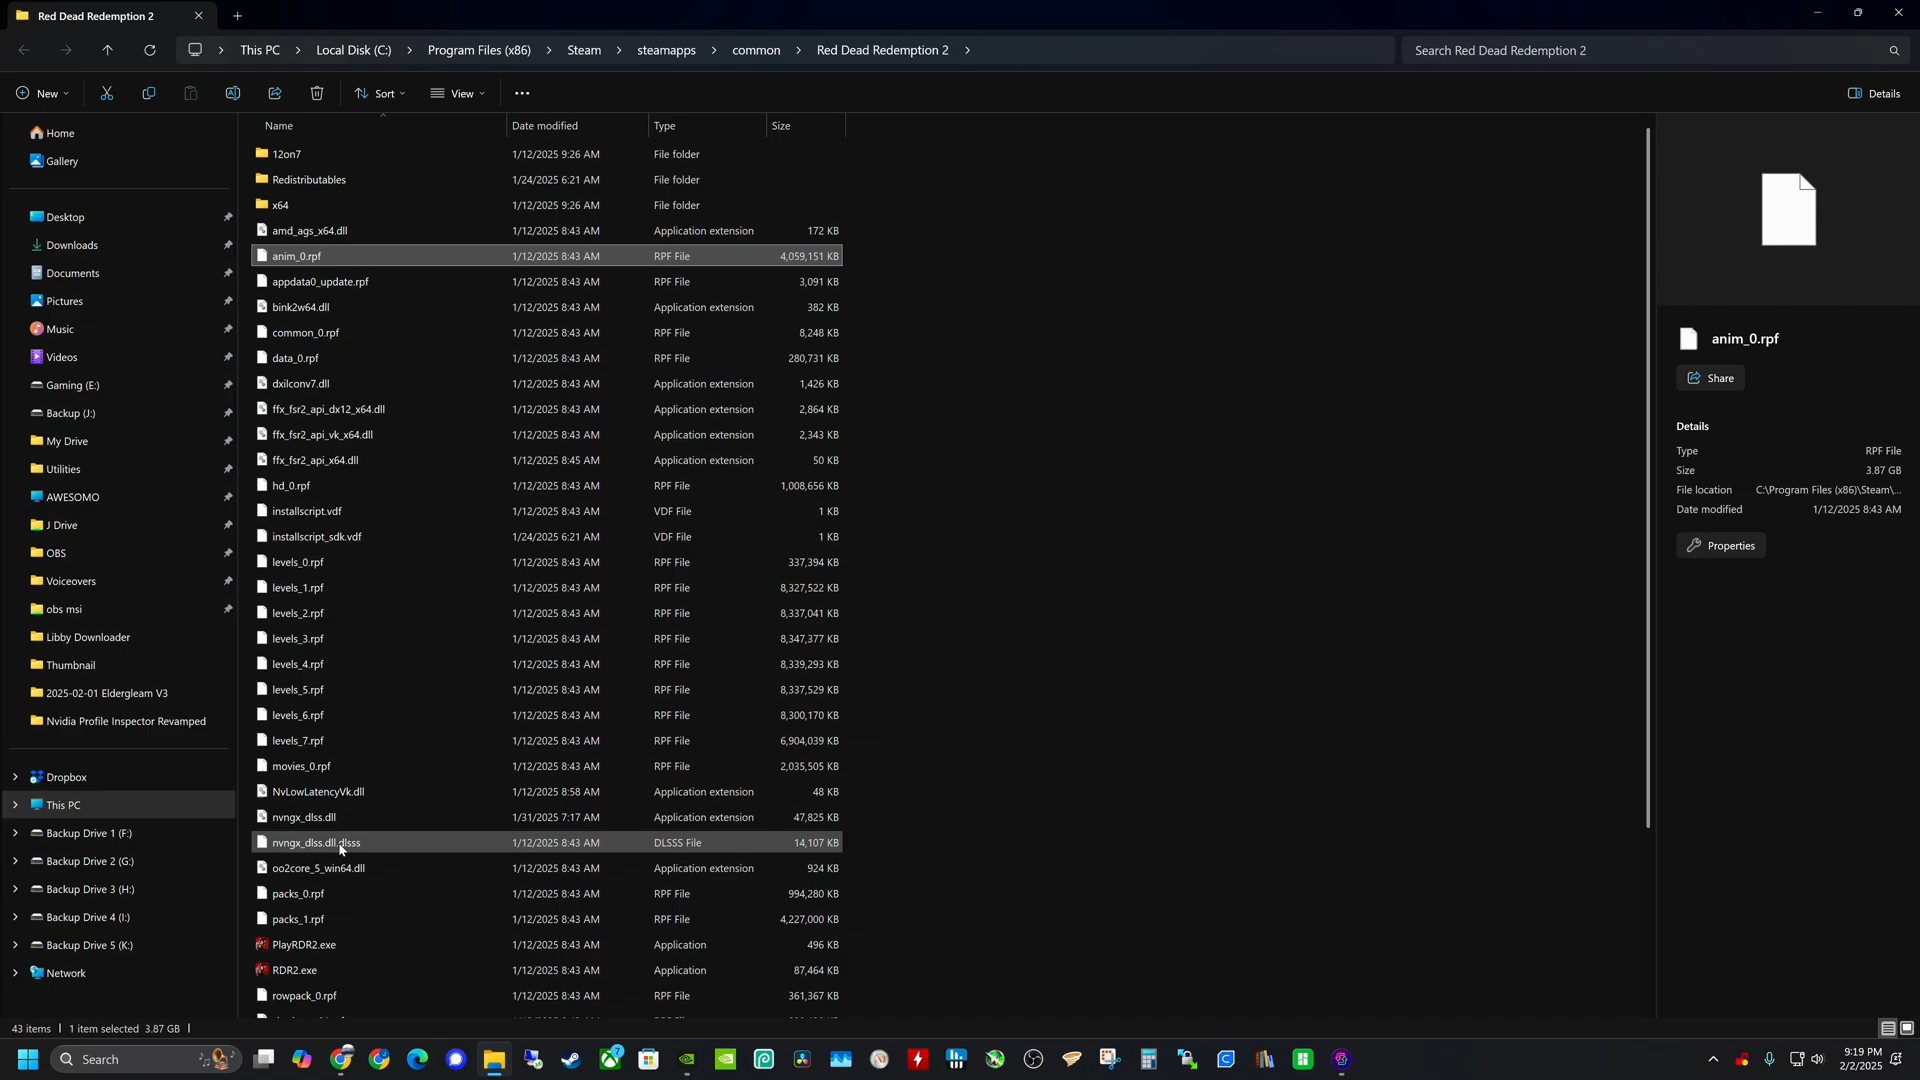 Red Dead Redemption 2
This PC > Local Disk (C:) > Program Files (x86) > Steam > steamapps > common > Red Dead Redemption 2 >
Search Red Dead Redemption 2
New
Sort
View
Details
Home
Gallery
Desktop
Downloads
Documents
Pictures
Music
Videos
Gaming (E:)
Backup (J:)
My Drive
Utilities
AWESOMO
J Drive
OBS
Voiceovers
obs msi
Libby Downloader
Thumbnail
2025-02-01 Eldergleam V3
Nvidia Profile Inspector Revamped
Dropbox
This PC
Backup Drive 1 (F:)
Backup Drive 2 (G:)
Backup Drive 3 (H:)
Backup Drive 4 (I:)
Backup Drive 5 (K:)
Network
Name Date modified Type Size
12on7 1/12/2025 9:26 AM File folder
Redistributables 1/24/2025 6:21 AM File folder
x64 1/12/2025 9:26 AM File folder
amd_ags_x64.dll 1/12/2025 8:43 AM Application extension 172 KB
anim_0.rpf 1/12/2025 8:43 AM RPF File 4,059,151 KB
appdata0_update.rpf 1/12/2025 8:43 AM RPF File 3,091 KB
bink2w64.dll 1/12/2025 8:43 AM Application extension 382 KB
common_0.rpf 1/12/2025 8:43 AM RPF File 8,248 KB
data_0.rpf 1/12/2025 8:43 AM RPF File 280,731 KB
dxilconv7.dll 1/12/2025 8:43 AM Application extension 1,426 KB
ffx_fsr2_api_dx12_x64.dll 1/12/2025 8:43 AM Application extension 2,864 KB
ffx_fsr2_api_vk_x64.dll 1/12/2025 8:43 AM Application extension 2,343 KB
ffx_fsr2_api_x64.dll 1/12/2025 8:45 AM Application extension 50 KB
hd_0.rpf 1/12/2025 8:43 AM RPF File 1,008,656 KB
installscript.vdf 1/12/2025 8:43 AM VDF File 1 KB
installscript_sdk.vdf 1/24/2025 6:21 AM VDF File 1 KB
levels_0.rpf 1/12/2025 8:43 AM RPF File 337,394 KB
levels_1.rpf 1/12/2025 8:43 AM RPF File 8,327,522 KB
levels_2.rpf 1/12/2025 8:43 AM RPF File 8,337,041 KB
levels_3.rpf 1/12/2025 8:43 AM RPF File 8,347,377 KB
levels_4.rpf 1/12/2025 8:43 AM RPF File 8,339,293 KB
levels_5.rpf 1/12/2025 8:43 AM RPF File 8,337,529 KB
levels_6.rpf 1/12/2025 8:43 AM RPF File 8,300,170 KB
levels_7.rpf 1/12/2025 8:43 AM RPF File 6,904,039 KB
movies_0.rpf 1/12/2025 8:43 AM RPF File 2,035,505 KB
NvLowLatencyVk.dll 1/12/2025 8:58 AM Application extension 48 KB
nvngx_dlss.dll 1/31/2025 7:17 AM Application extension 47,825 KB
nvngx_dlss.dll.dlsss 1/12/2025 8:43 AM DLSSS File 14,107 KB
oo2core_5_win64.dll 1/12/2025 8:43 AM Application extension 924 KB
packs_0.rpf 1/12/2025 8:43 AM RPF File 994,280 KB
packs_1.rpf 1/12/2025 8:43 AM RPF File 4,227,000 KB
PlayRDR2.exe 1/12/2025 8:43 AM Application 496 KB
RDR2.exe 1/12/2025 8:43 AM Application 87,464 KB
rowpack_0.rpf 1/12/2025 8:43 AM RPF File 361,367 KB
anim_0.rpf
Share
Details
Type RPF File
Size 3.87 GB
File location C:\Program Files (x86)\Steam\...
Date modified 1/12/2025 8:43 AM
Properties
43 items 1 item selected 3.87 GB
Search
7
9:19 PM
2/2/2025